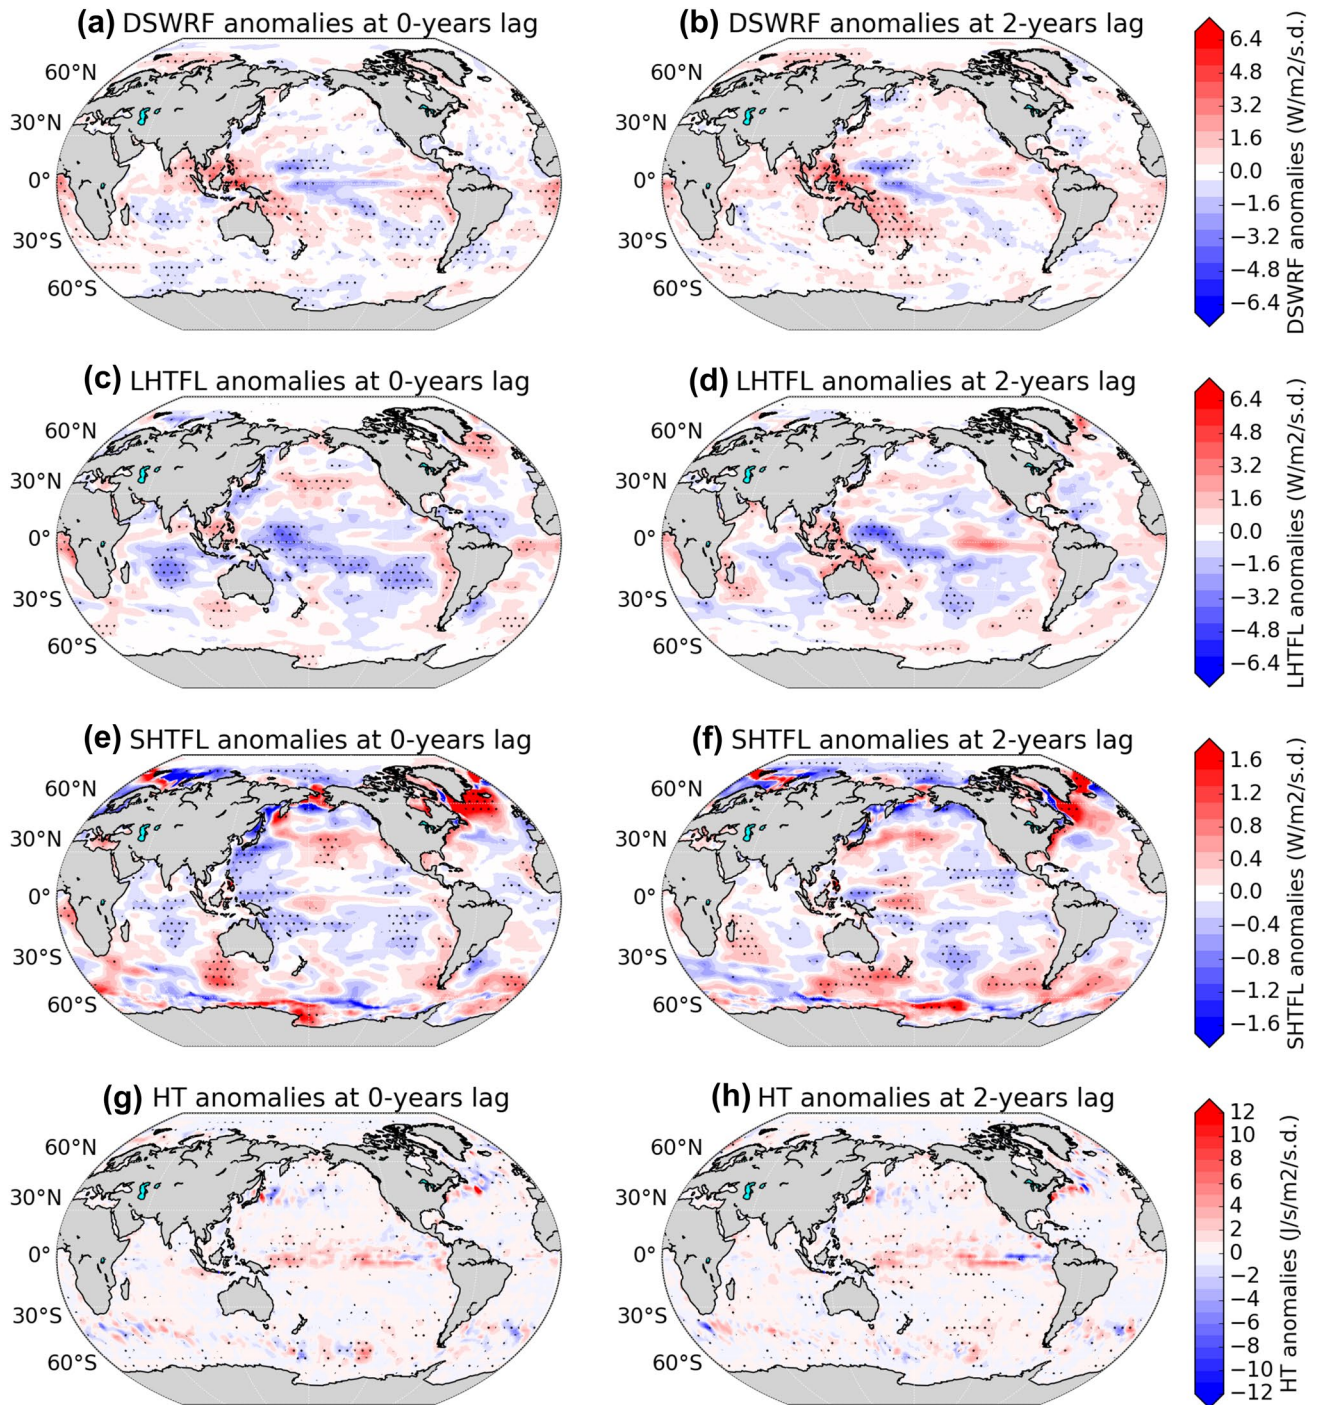 (a) DSWRF anomalies at 0-years lag
60°N
30°N
0°
30°S
60°S
(b) DSWRF anomalies at 2-years lag
60°N
30°N
0°
30°S
60°S
6.4
4.8
3.2
1.6
0.0
−1.6
−3.2
−4.8
−6.4
DSWRF anomalies (W/m2/s.d.)
(c) LHTFL anomalies at 0-years lag
60°N
30°N
0°
30°S
60°S
(d) LHTFL anomalies at 2-years lag
60°N
30°N
0°
30°S
60°S
6.4
4.8
3.2
1.6
0.0
−1.6
−3.2
−4.8
−6.4
LHTFL anomalies (W/m2/s.d.)
(e) SHTFL anomalies at 0-years lag
60°N
30°N
0°
30°S
60°S
(f) SHTFL anomalies at 2-years lag
60°N
30°N
0°
30°S
60°S
1.6
1.2
0.8
0.4
0.0
−0.4
−0.8
−1.2
−1.6
SHTFL anomalies (W/m2/s.d.)
(g) HT anomalies at 0-years lag
60°N
30°N
0°
30°S
60°S
(h) HT anomalies at 2-years lag
60°N
30°N
0°
30°S
60°S
12
10
8
6
4
2
0
−2
−4
−6
−8
−10
−12
HT anomalies (J/s/m2/s.d.)